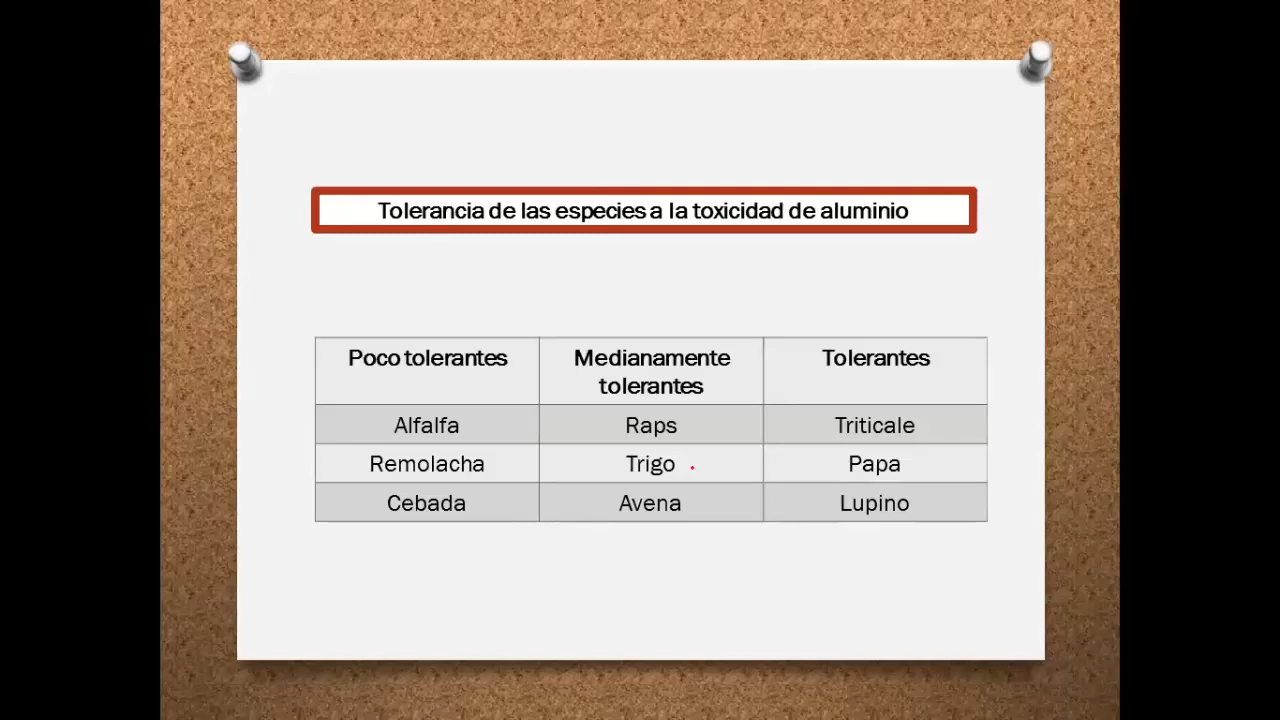 Tolerancia de las especies a la toxicidad de aluminio
Poco tolerantes
Medianamente
tolerantes
Tolerantes
Alfalfa
Raps
Triticale
Remolacha
Trigo
Papa
Cebada
Avena
Lupino